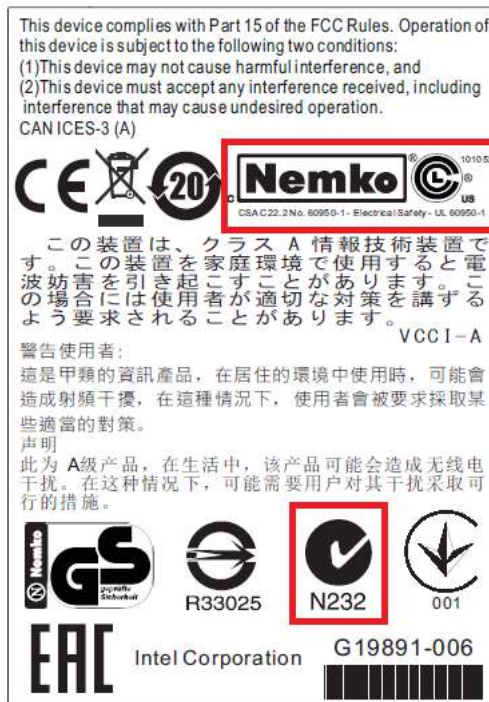 This device complies with Part 15 of the FCC Rules. Operation of
this device is subject to the following two conditions:
(1)This device may not cause harmful interference, and
(2)This device must accept any interference received, including
interference that may cause undesired operation.
CAN ICES-3 (A)
CE
20
C
Nemko
®
CL
10105
®
US
CSA C22.2 No. 60950-1 - Electrical Safety - UL 60950-1
この装置は、クラス A 情報技術装置で
す。この装置を家庭環境で使用すると電
波妨害を引き起こすことがあります。こ
の場合には使用者が適切な対策を講ずる
よう要求されることがあります。
VCCI-A
警告使用者:
這是甲類的資訊產品，在居住的環境中使用時，可能會
造成射頻干擾，在這種情況下，使用者會被要求採取某
些適當的對策。
声明
此为 A级产品，在生活中，该产品可能会造成无线电
干扰。在这种情况下，可能需要用户对其干扰采取可
行的措施。
N Nemko
GS
geprüfte
Sicherheit
R33025
N232
001
EAC
Intel Corporation
G19891-006